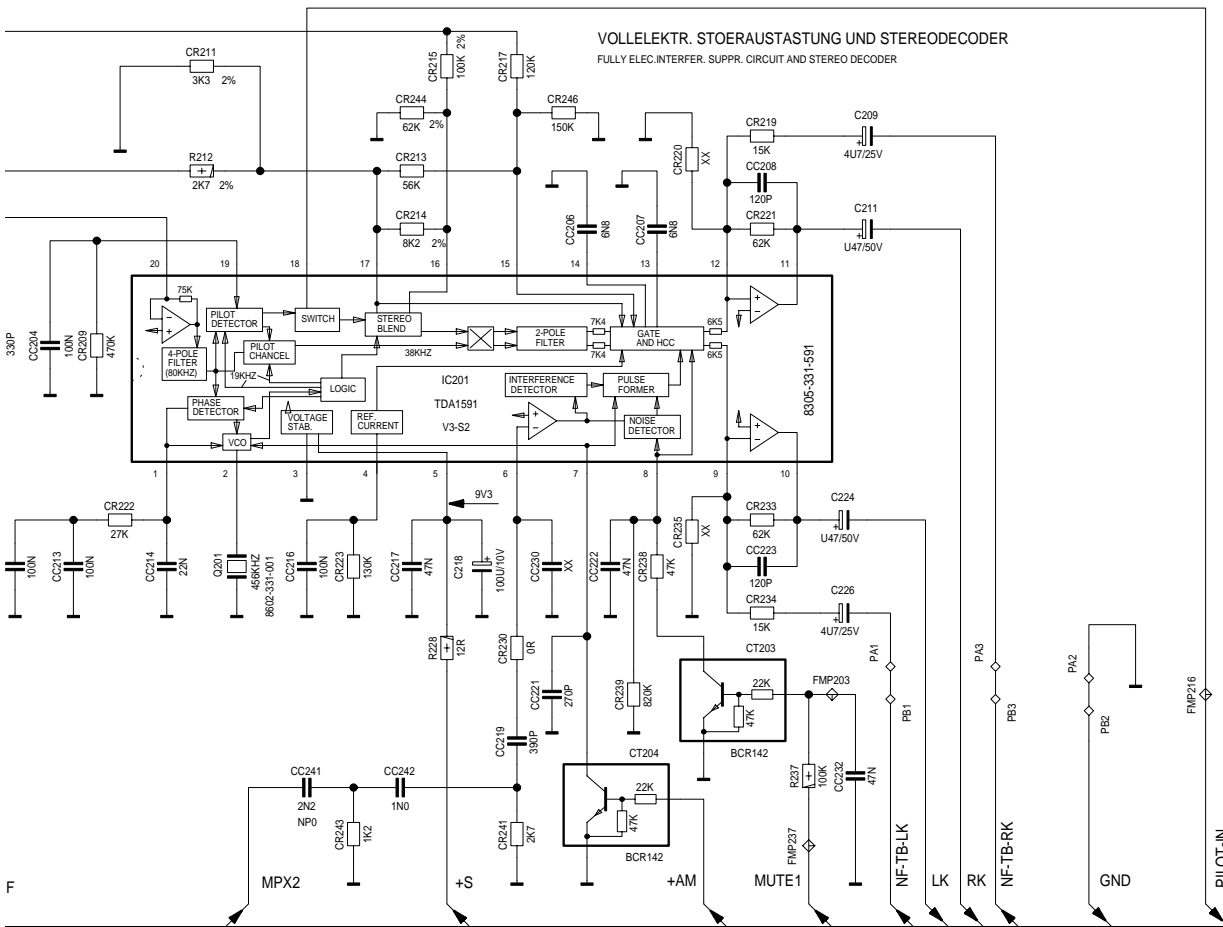 VOLLELEKTR. STOERAUSTASTUNG UND STEREODECODER
FULLY ELEC.INTERFER. SUPPR. CIRCUIT AND STEREO DECODER
CR211
3K3 2%
CR215
100K 2%
CR217
120K
CR244
62K 2%
CR246
150K
CR220
XX
CR219
15K
C209
4U7/25V
R212
2K7 2%
CR213
56K
CC208
120P
CR214
8K2 2%
CC206
6N8
CC207
6N8
CR221
62K
C211
U47/50V
20
19
18
17
16
15
14
13
12
11
330P
CC204
100N
CR209
470K
75K
PILOT
DETECTOR
SWITCH
STEREO
BLEND
2-POLE
FILTER
7K4
7K4
GATE
AND HCC
6K5
6K5
4-POLE
FILTER
(80KHZ)
PILOT
CHANCEL
38KHZ
19KHZ
LOGIC
IC201
TDA1591
V3-S2
INTERFERENCE
DETECTOR
PULSE
FORMER
8305-331-591
PHASE
DETECTOR
VOLTAGE
STAB.
REF.
CURRENT
NOISE
DETECTOR
VCO
1
2
3
4
5
6
7
8
9
10
9V3
CR222
27K
100N
CC213
100N
CC214
22N
Q201
456KHZ
8602-331-001
CC216
100N
CR223
130K
CC217
47N
C218
100U/10V
CC230
XX
CC222
47N
CR238
47K
CR235
XX
CR233
62K
C224
U47/50V
CC223
120P
CR234
15K
C226
4U7/25V
R228
12R
CR230
0R
CC221
270P
CR239
820K
CT203
22K
47K
BCR142
FMP203
PA1
PB1
PA3
PB3
PA2
PB2
FMP216
CC219
390P
CT204
22K
47K
BCR142
R237
100K
CC232
47N
CC241
2N2
NP0
CC242
1N0
CR243
1K2
CR241
2K7
FMP237
F
MPX2
+S
+AM
MUTE1
NF-TB-LK
LK
RK
NF-TB-RK
GND
PILOT-IN